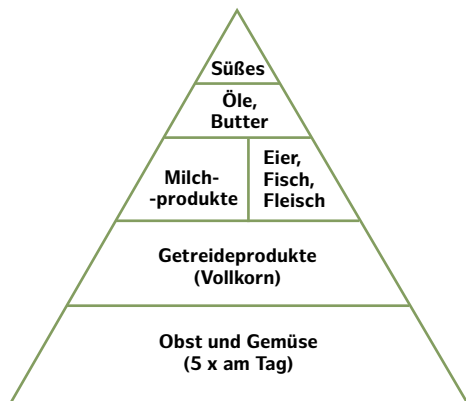 Süßes
Öle,
Butter
Milch-
-produkte
Eier,
Fisch,
Fleisch
Getreideprodukte
(Vollkorn)
Obst und Gemüse
(5 x am Tag)